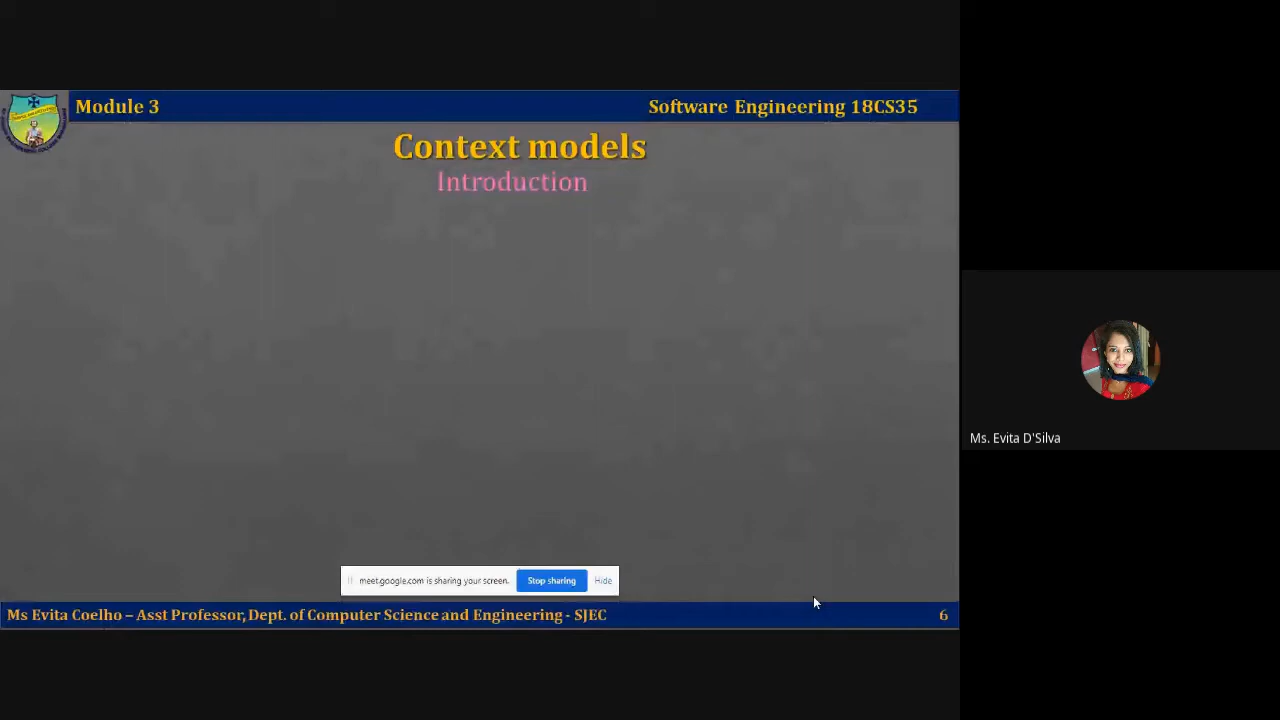 Module 3
Software Engineering 18CS35
Context models
Introduction
Ms. Evita D'Silva
meet.google.com is sharing your screen.
Stop sharing
Hide
Ms Evita Coelho – Asst Professor, Dept. of Computer Science and Engineering - SJEC
6